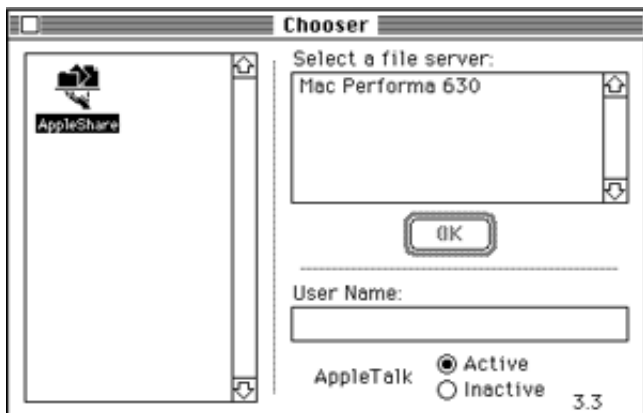 Chooser
AppleShare
Select a file server:
Mac Performa 630
OK
User Name:
AppleTalk
Active
Inactive
3.3